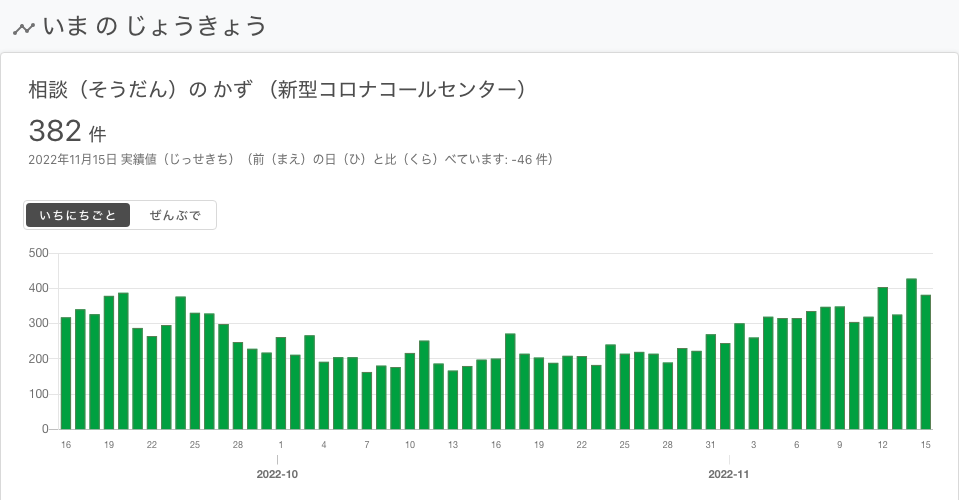 いま の じょうきょう
相談（そうだん）の かず （新型コロナコールセンター）
382 件
2022年11月15日 実績値（じっせきち）（前（まえ）の日（ひ）と比（くら）べています: -46 件）
いちにちごと ぜんぶで
500
400
300
200
100
0
16 19 22 25 28 1 4 7 10 13 16 19 22 25 28 31 3 6 9 12 15
2022-10 2022-11